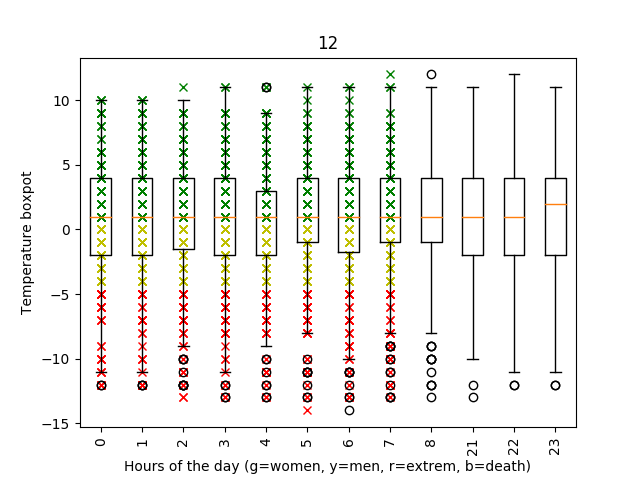 12
Temperature boxpot
10
5
0
−5
−10
−15
0 1 2 3 4 5 6 7 8 21 22 23
Hours of the day (g=women, y=men, r=extrem, b=death)